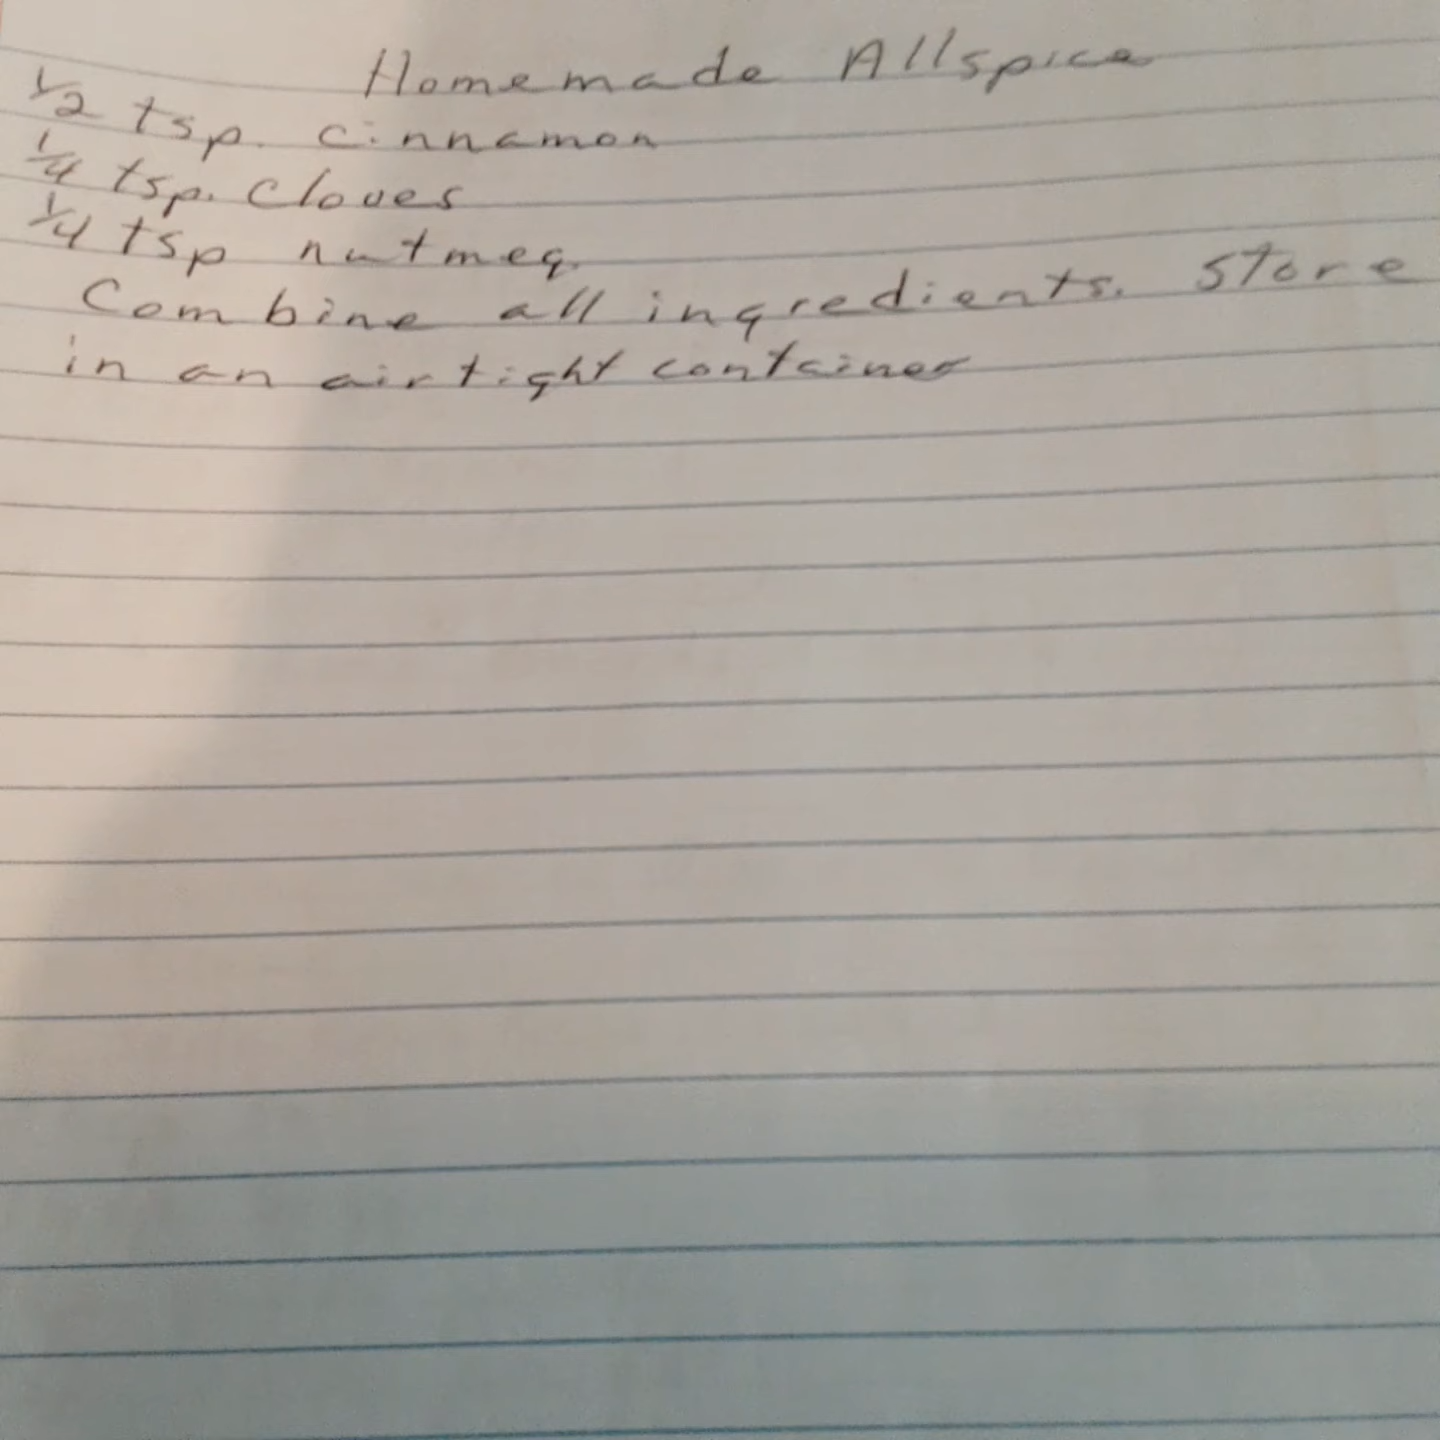 Homemade Allspice
1/2 tsp. cinnamon
1/4 tsp. cloves
1/4 tsp nutmeg
Combine all ingredients. Store
in an airtight container